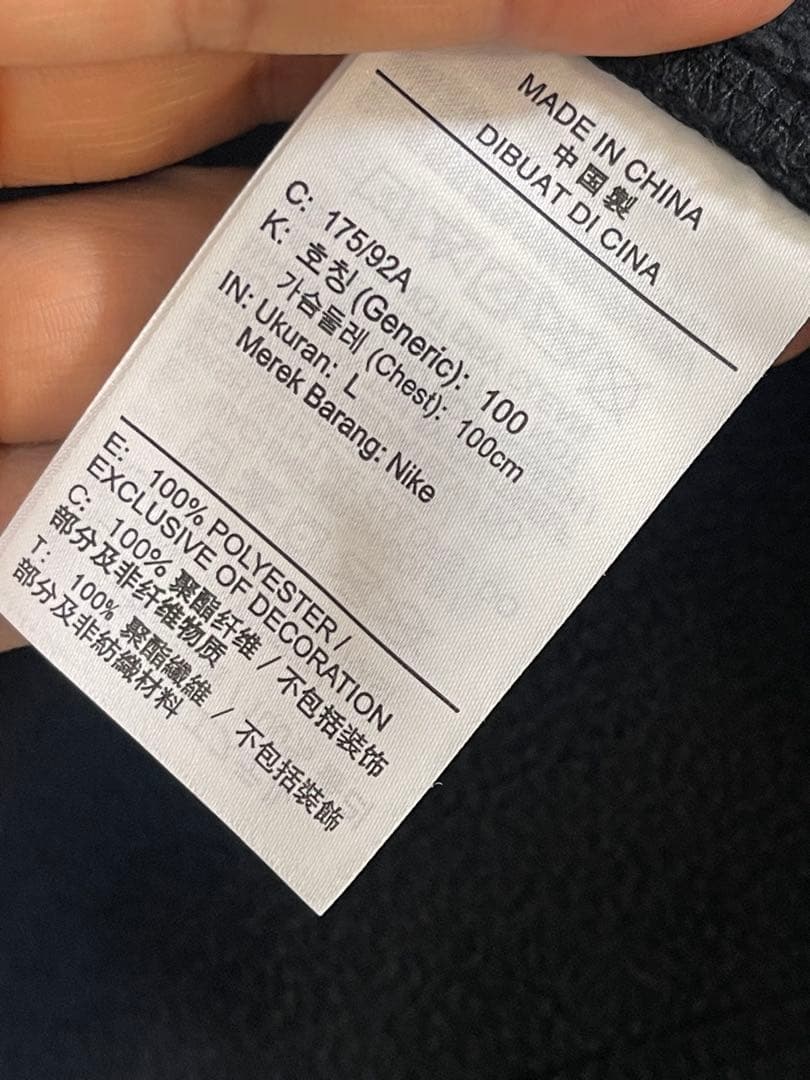 MADE IN CHINA
中国製
DIBUAT DI CINA
C: 175/92A
K: 호칭 (Generic): 100
가슴둘레 (Chest): 100cm
IN: Ukuran: L
Merek Barang: Nike
E: 100% POLYESTER /
EXCLUSIVE OF DECORATION
C: 100% 聚酯纤维 / 不包括装饰
部分及非纤维物质
T: 100% 聚酯纖維 / 不包括裝飾
部分及非紡織材料